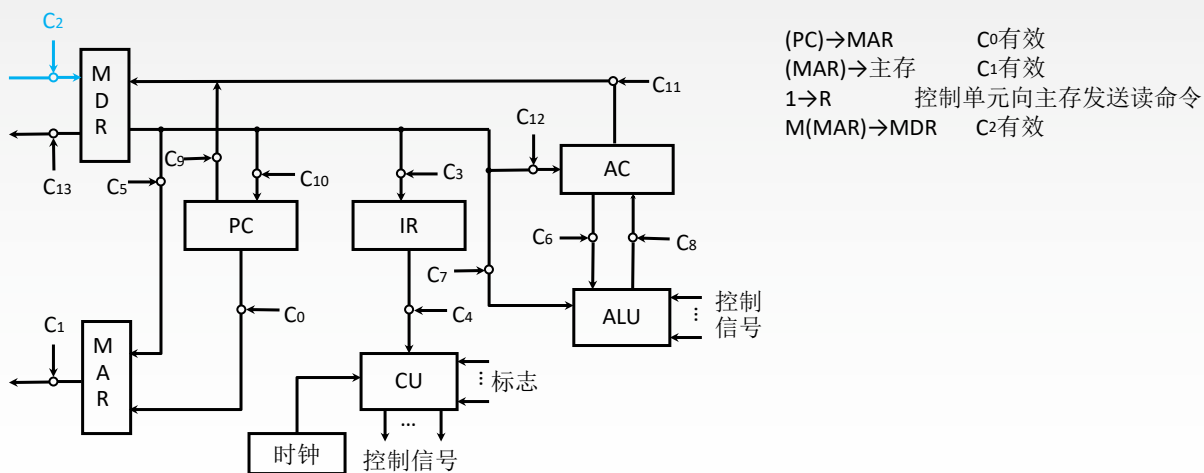 C2
M
D
R
C13
C5
C9
C10
C3
C12
C11
AC
PC
IR
C6
C8
C7
C1
M
A
R
C0
C4
ALU
控制
信号
⋮
CU
⋮
标志
时钟
...
控制信号
(PC)→MAR C0有效
(MAR)→主存 C1有效
1→R 控制单元向主存发送读命令
M(MAR)→MDR C2有效